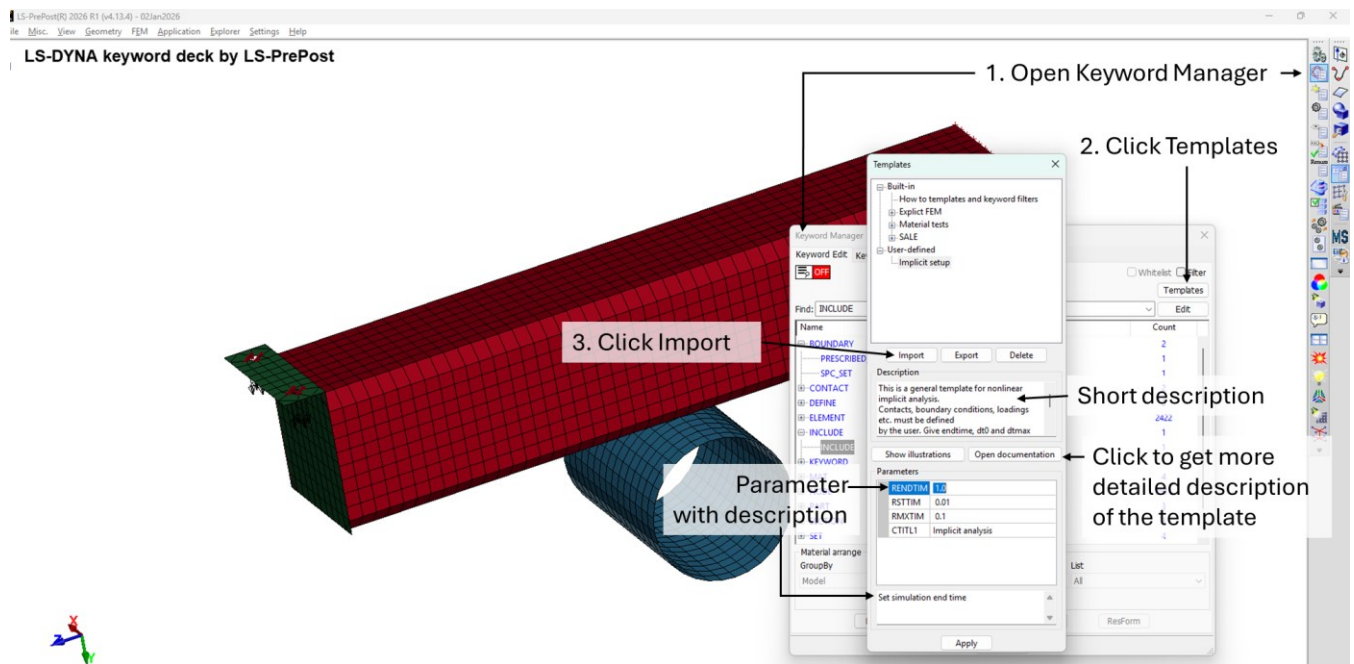 LS-PrePost(R) 2026 R1 (v4.13.4) - 02Jan2026
Misc. View Geometry FEM Application Explorer Settings Help
LS-DYNA keyword deck by LS-PrePost
1. Open Keyword Manager
2. Click Templates
Templates
Built-in
How to templates and keyword filters
Explict FEM
Material tests
SALE
User-defined
Implicit setup
Keyword Manager
Keyword Edit
OFF
Whitelist Filter
Templates
Find: INCLUDE
Edit
Name Count
3. Click Import
BOUNDARY 2
PRESCRIBED 1
SPC_SET 1
CONTACT
DEFINE
ELEMENT 2422
INCLUDE 1
INCLUDE
KEYWORD
SET
Import Export Delete
Description
This is a general template for nonlinear
implicit analysis.
Contacts, boundary conditions, loadings
etc. must be defined
by the user. Give endtime, dt0 and dtmax
Short description
Show illustrations Open documentation
Click to get more
detailed description
of the template
Parameters
Parameter
with description
RENDTIM 1.0
RSTTIM 0.01
RMXTIM 0.1
CTITL1 Implicit analysis
Material arrange
GroupBy
Model
List
All
Set simulation end time
ResForm
Apply
MS